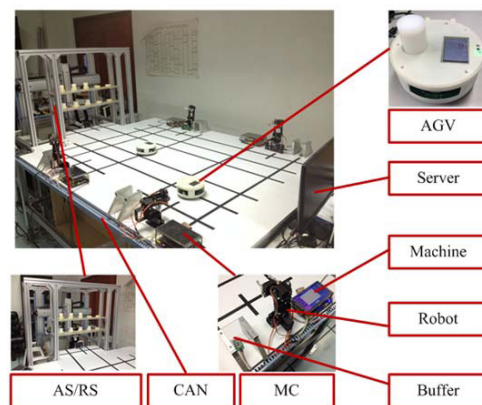 AGV
Server
Machine
Robot
AS/RS
CAN
MC
Buffer